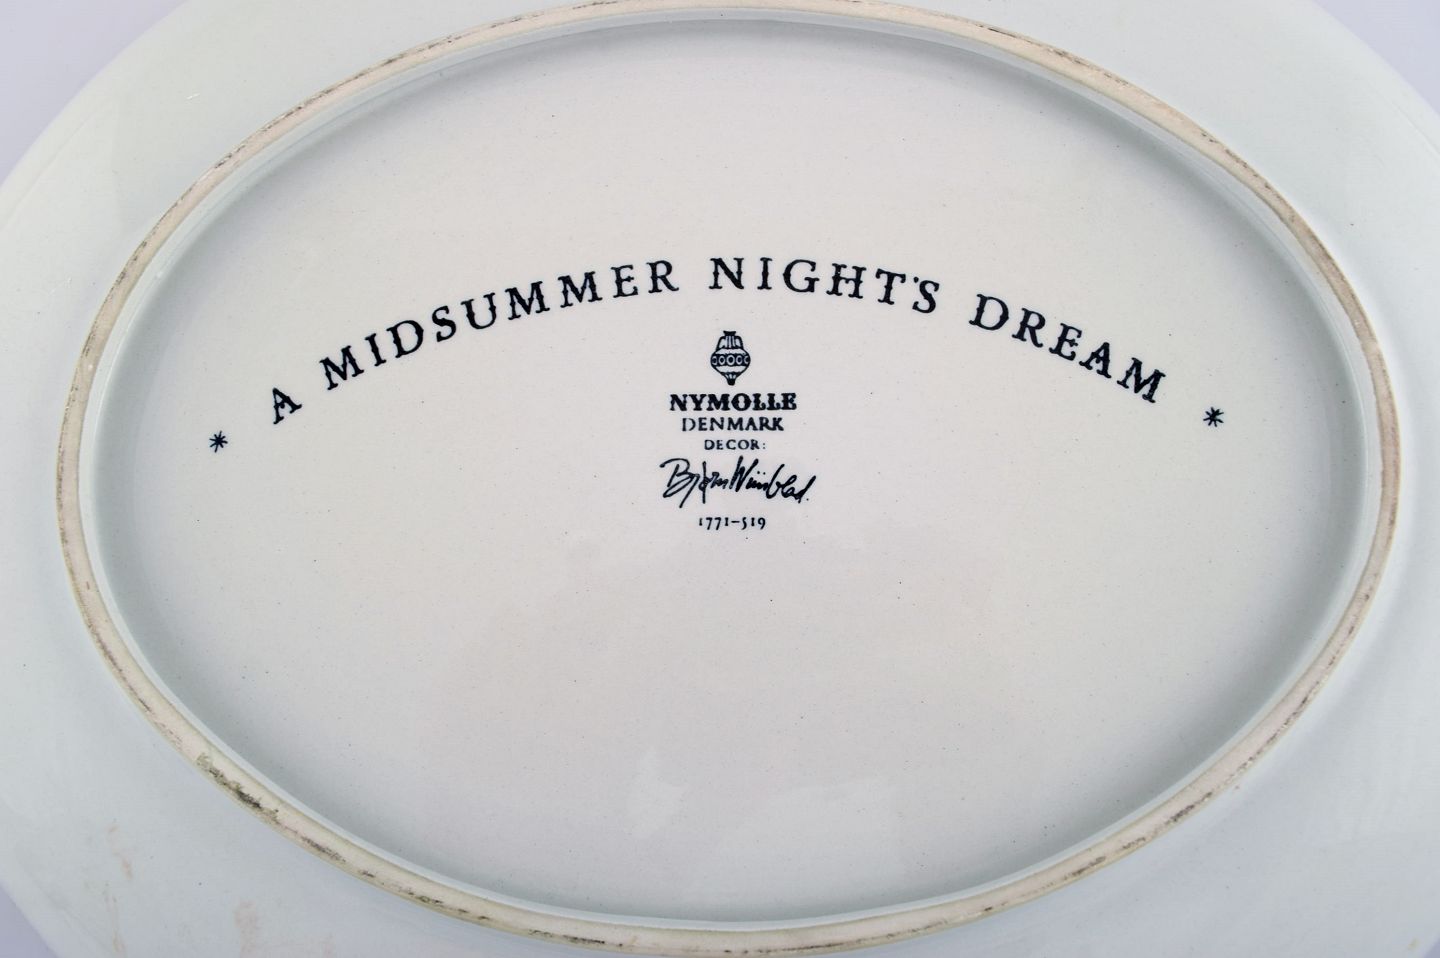 * A MIDSUMMER NIGHT'S DREAM *
NYMOLLE
DENMARK
DECOR:
Bjørn Wiinblad.
1771-519